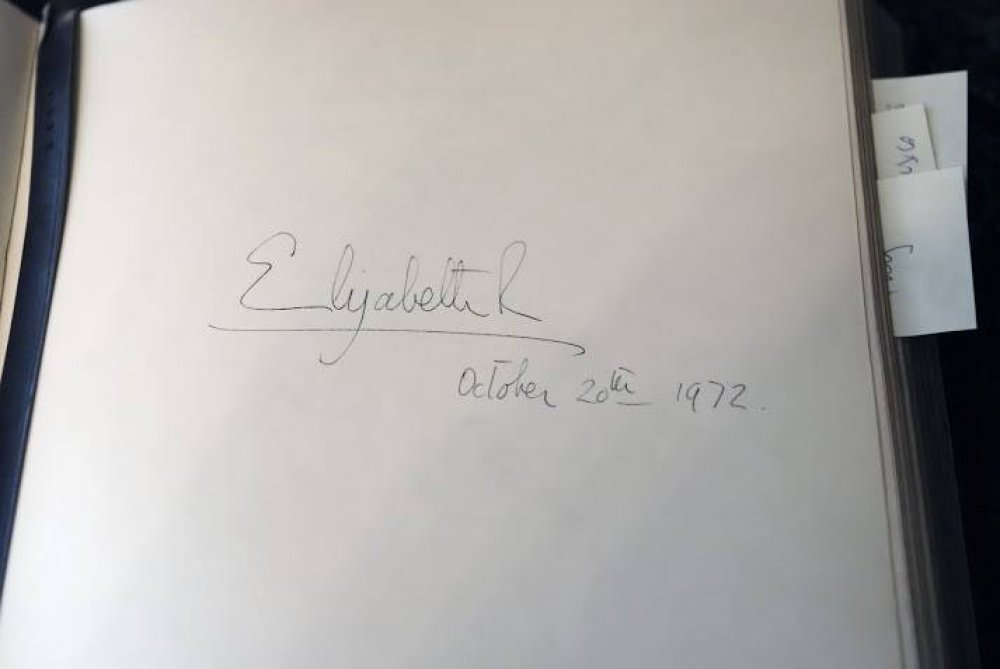 Elizabeth R
October 20th 1972.